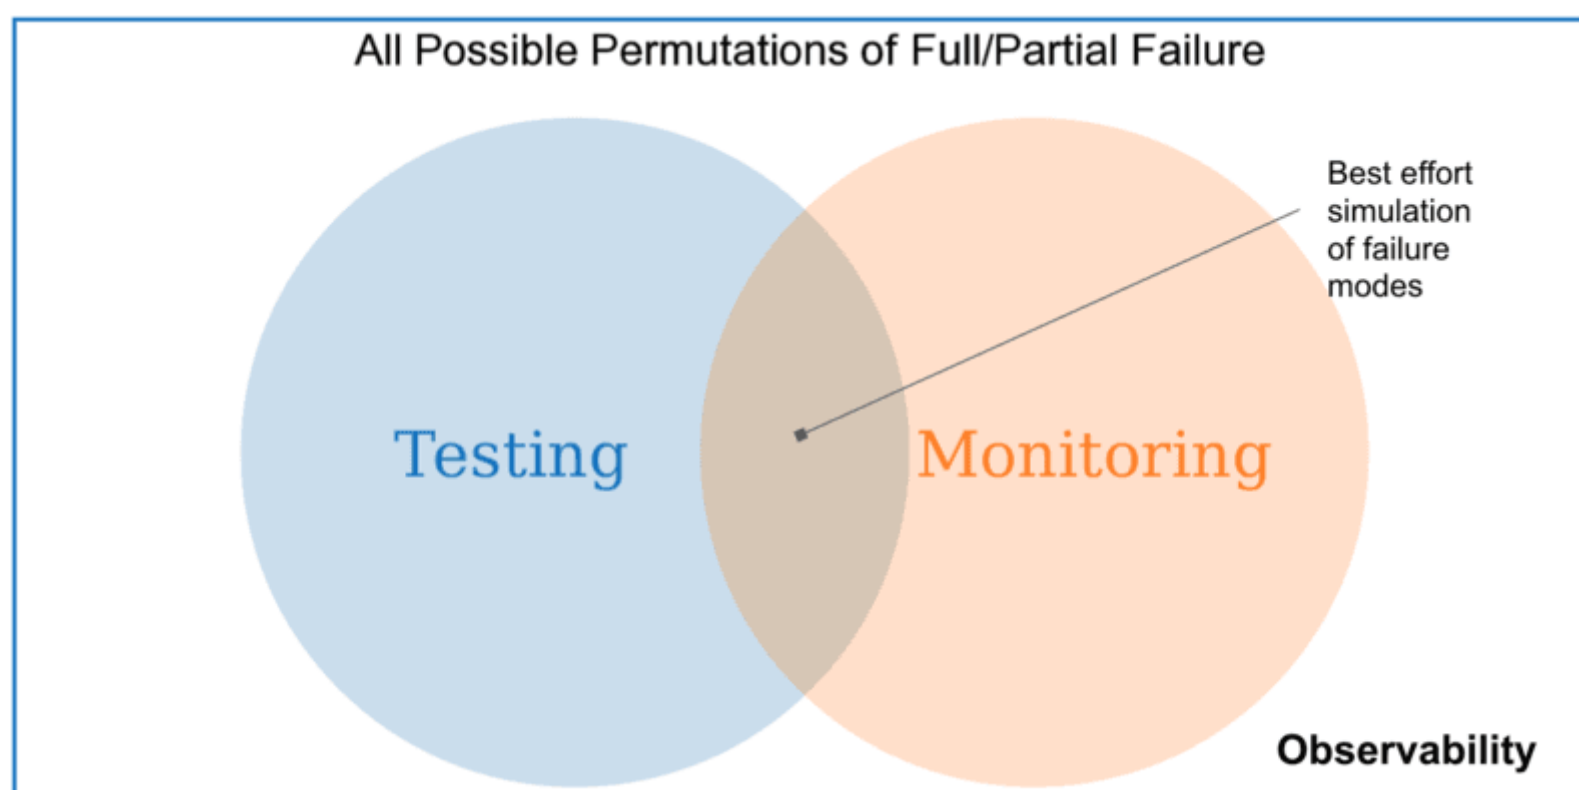 All Possible Permutations of Full/Partial Failure
Best effort
simulation
of failure
modes
Testing
Monitoring
Observability